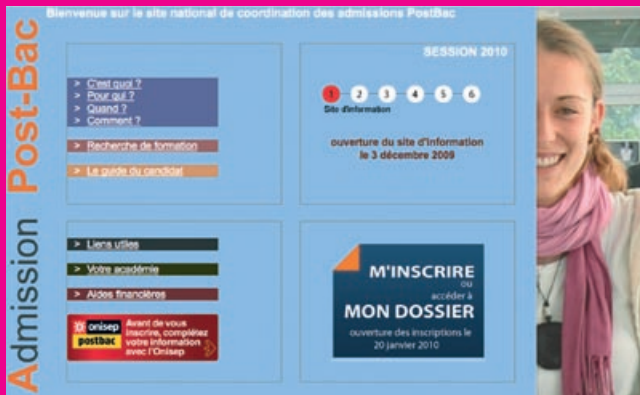 Bienvenue sur le site national de coordination des admissions PostBac
Admission Post-Bac
> C'est quoi ?
> Pour qui ?
> Quand ?
> Comment ?
> Recherche de formation
> Le guide du candidat
SESSION 2010
1 2 3 4 5 6
Site d'information
ouverture du site d'information
le 3 décembre 2009
> Liens utiles
> Votre académie
> Aides financières
onisep
postbac
Avant de vous
inscrire, complétez
votre information
avec l'Onisep
M'INSCRIRE
ou
accéder à
MON DOSSIER
ouverture des inscriptions le
20 janvier 2010